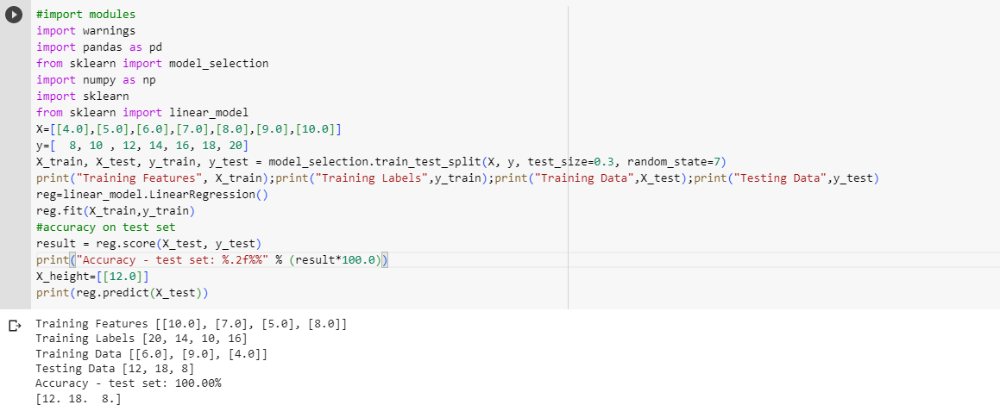 #import modules
import warnings
import pandas as pd
from sklearn import model_selection
import numpy as np
import sklearn
from sklearn import linear_model
X=[[4.0],[5.0],[6.0],[7.0],[8.0],[9.0],[10.0]]
y=[  8, 10 , 12, 14, 16, 18, 20]
X_train, X_test, y_train, y_test = model_selection.train_test_split(X, y, test_size=0.3, random_state=7)
print("Training Features", X_train);print("Training Labels",y_train);print("Training Data",X_test);print("Testing Data",y_test)
reg=linear_model.LinearRegression()
reg.fit(X_train,y_train)
#accuracy on test set
result = reg.score(X_test, y_test)
print("Accuracy - test set: %.2f%%" % (result*100.0))
X_height=[[12.0]]
print(reg.predict(X_test))
Training Features [[10.0], [7.0], [5.0], [8.0]]
Training Labels [20, 14, 10, 16]
Training Data [[6.0], [9.0], [4.0]]
Testing Data [12, 18, 8]
Accuracy - test set: 100.00%
[12. 18.  8.]